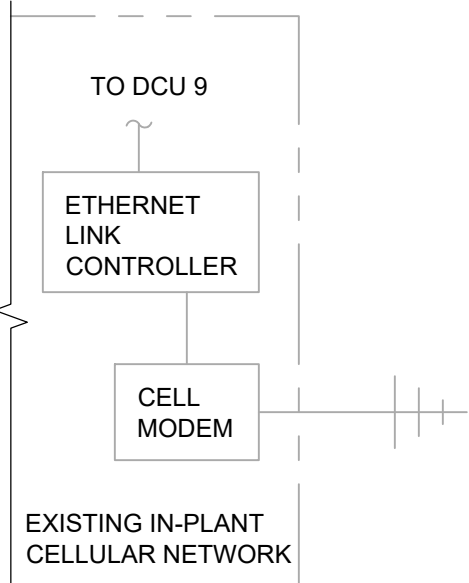 TO DCU 9
ETHERNET
LINK
CONTROLLER
CELL
MODEM
EXISTING IN-PLANT
CELLULAR NETWORK